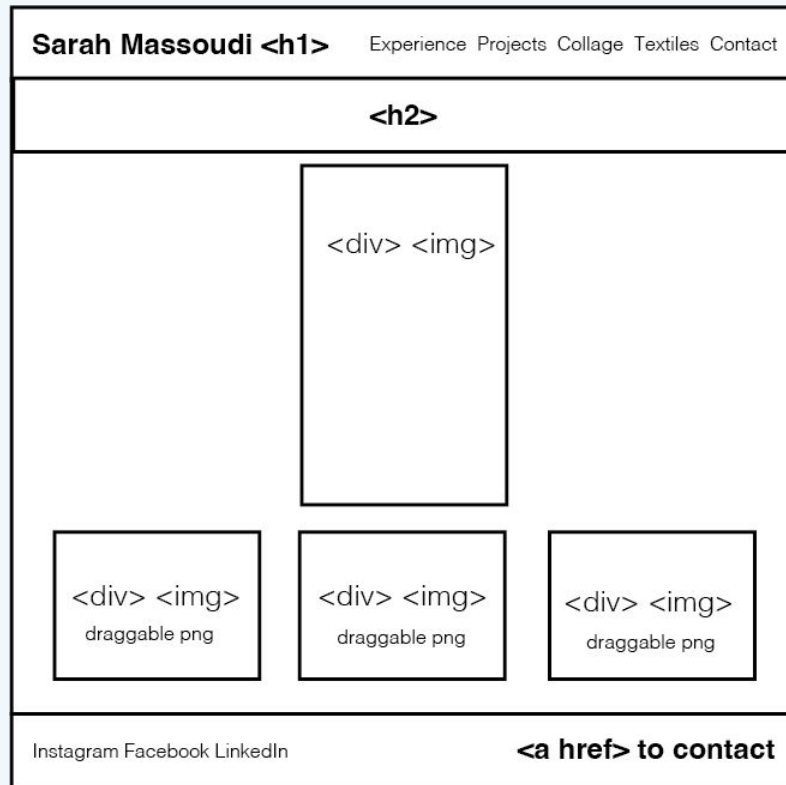 Sarah Massoudi <h1> Experience Projects Collage Textiles Contact
<h2>
<div> <img>
<div> <img>
draggable png
<div> <img>
draggable png
<div> <img>
draggable png
Instagram Facebook LinkedIn
<a href> to contact